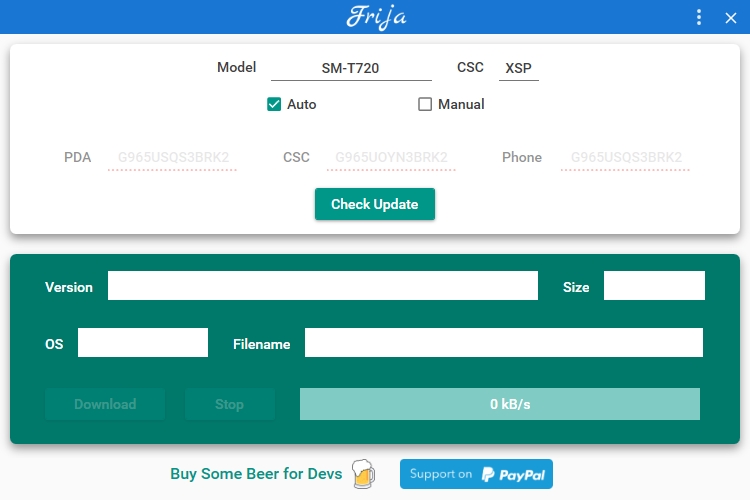 Frija
Model SM-T720 CSC XSP
Auto Manual
PDA G965USQS3BRK2 CSC G965UOYN3BRK2 Phone G965USQS3BRK2
Check Update
Version Size
OS Filename
Download Stop 0 kB/s
Buy Some Beer for Devs Support on PayPal